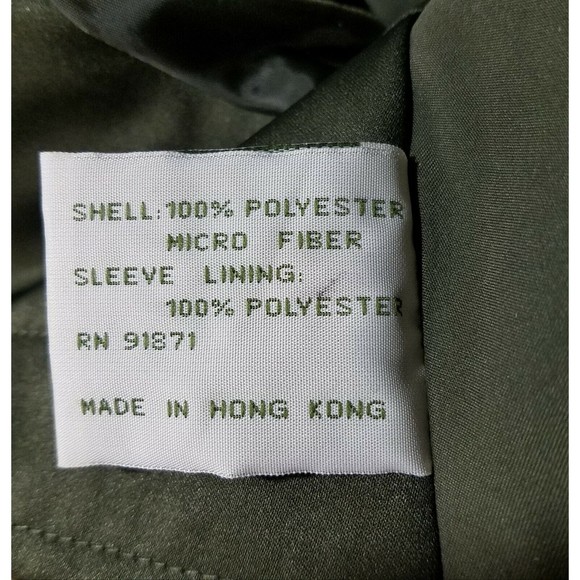 SHELL: 100% POLYESTER
MICRO FIBER
SLEEVE LINING:
100% POLYESTER
RN 91871
MADE IN HONG KONG